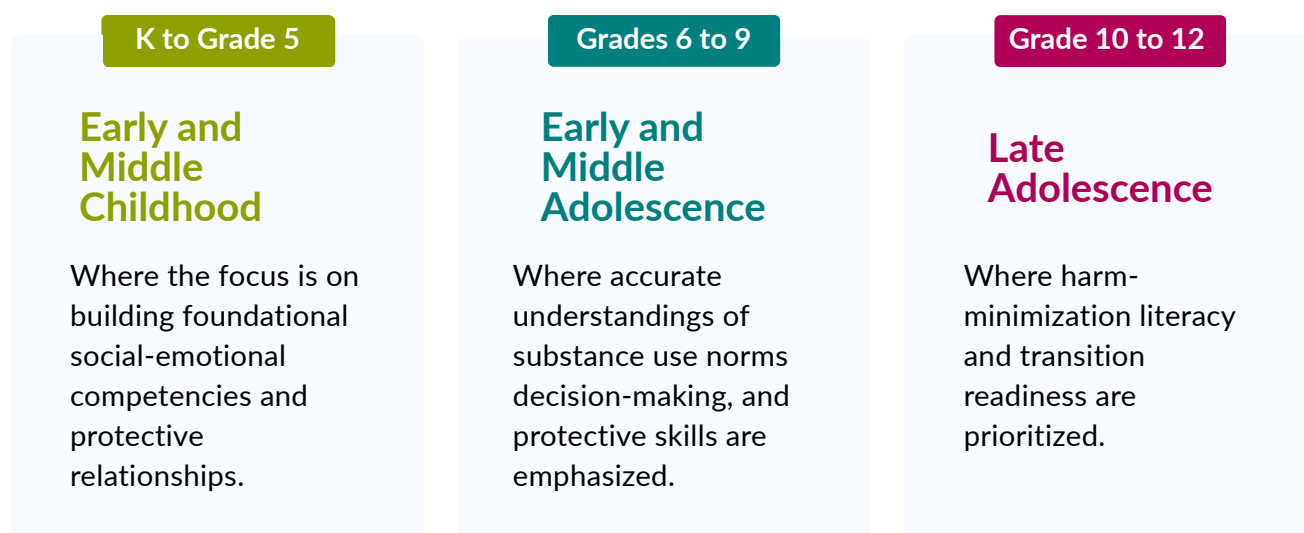 K to Grade 5
Early and
Middle
Childhood
Where the focus is on
building foundational
social-emotional
competencies and
protective
relationships.
Grades 6 to 9
Early and
Middle
Adolescence
Where accurate
understandings of
substance use norms
decision-making, and
protective skills are
emphasized.
Grade 10 to 12
Late
Adolescence
Where harm-
minimization literacy
and transition
readiness are
prioritized.